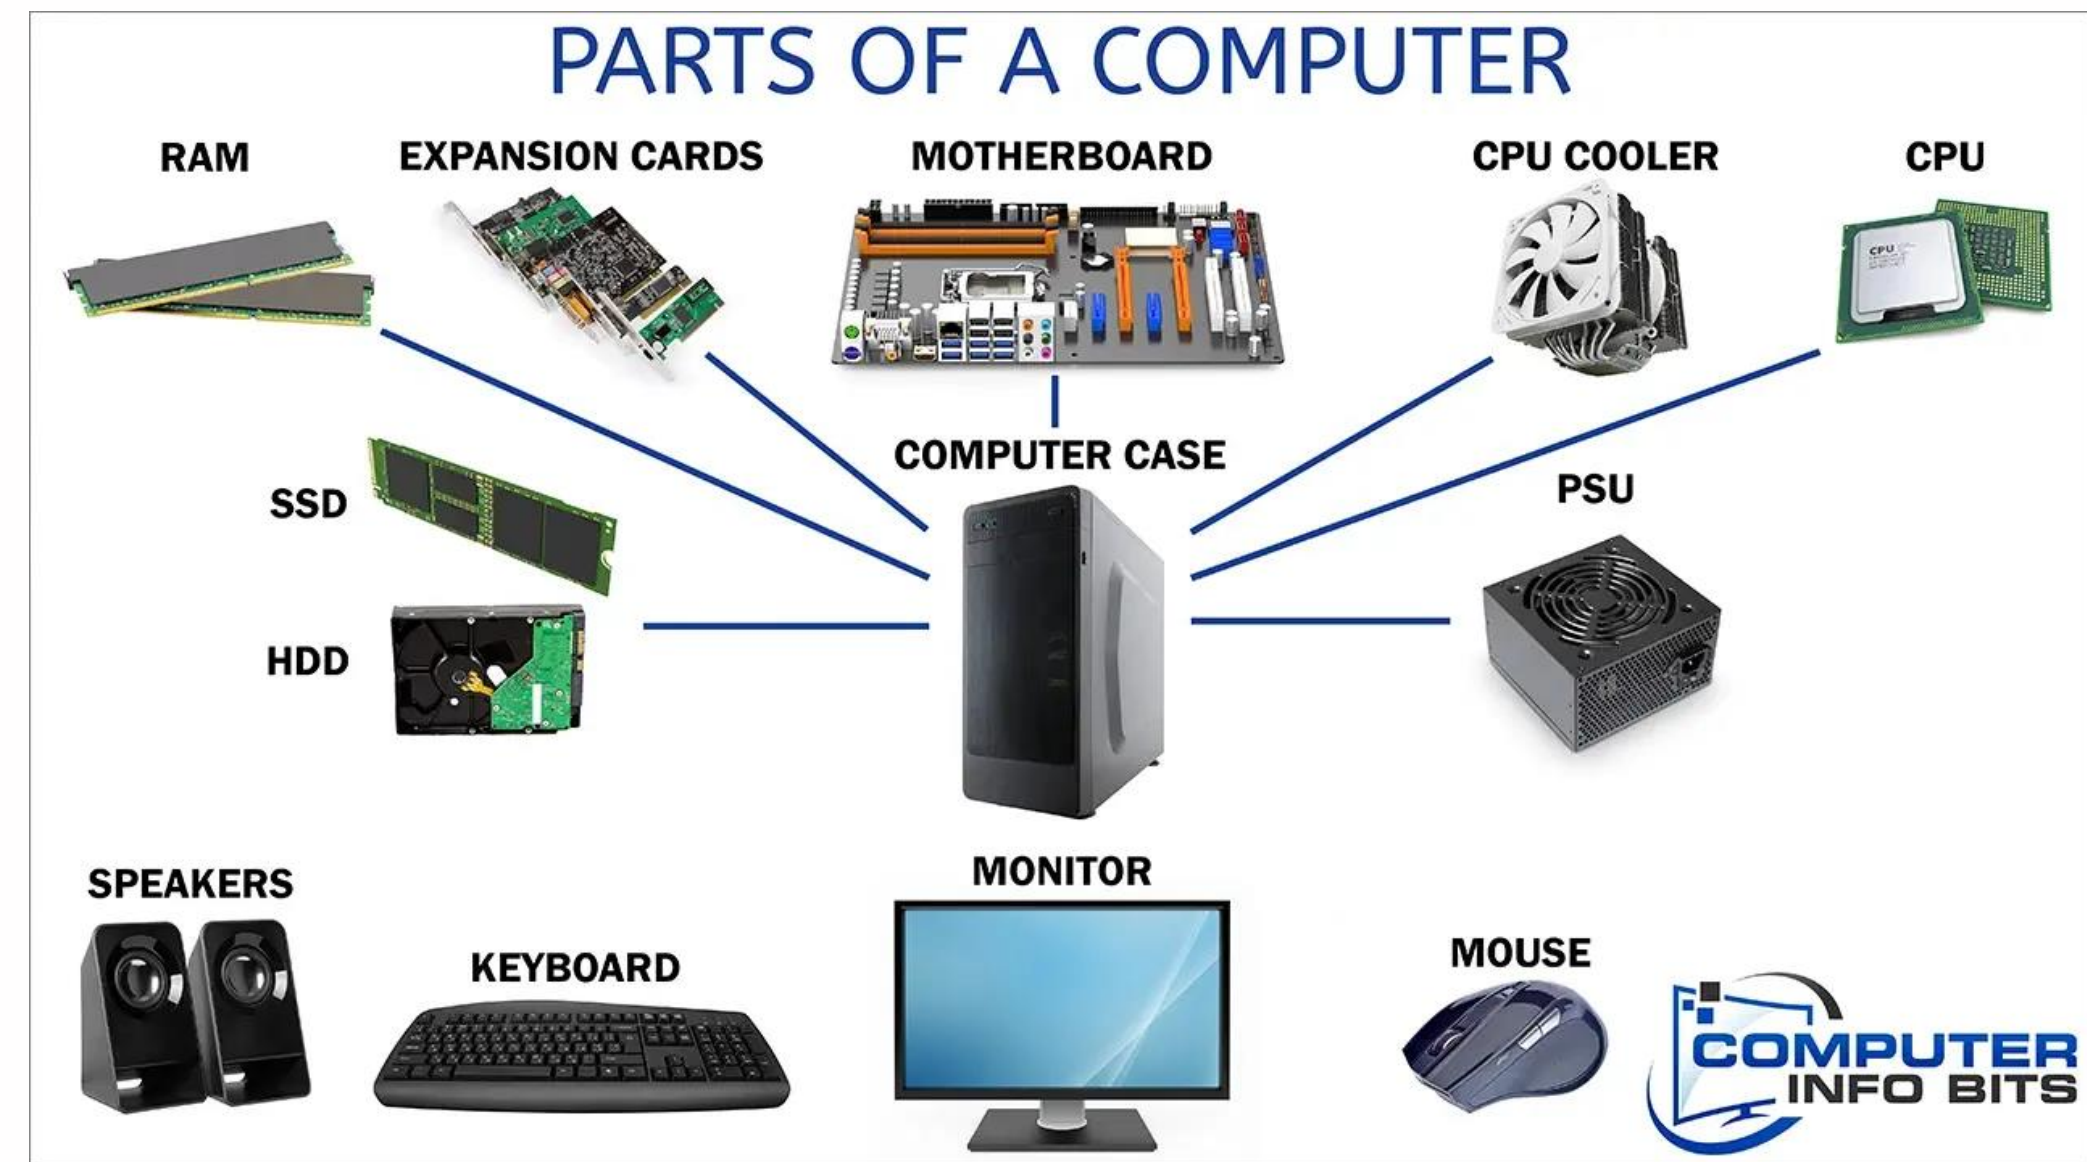 PARTS OF A COMPUTER
RAM
EXPANSION CARDS
MOTHERBOARD
CPU COOLER
CPU
CPU
COMPUTER CASE
SSD
PSU
HDD
SPEAKERS
MONITOR
KEYBOARD
MOUSE
COMPUTER
INFO BITS